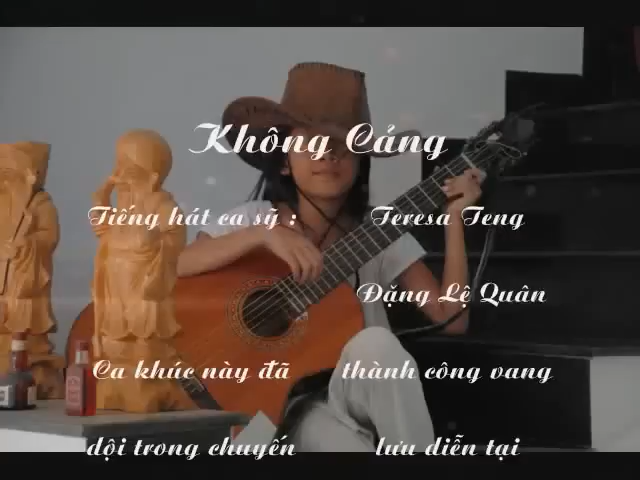 Không Cảng
Tiếng hát ca sỹ : Teresa Teng
Đặng Lệ Quân
Ca khúc này đã thành công vang
dội trong chuyến lưu diễn tại